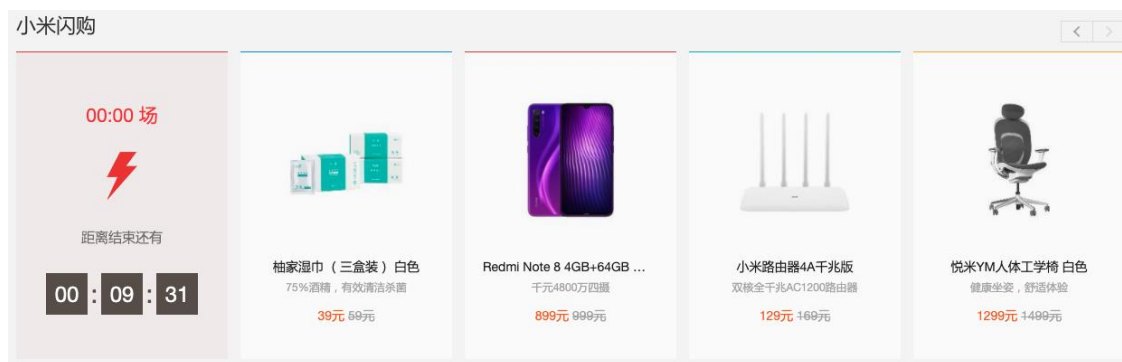 小米闪购
00:00 场
距离结束还有
00 : 09 : 31
柚家湿巾（三盒装）白色
75%酒精，有效清洁杀菌
39元 59元
Redmi Note 8 4GB+64GB ...
千元4800万四摄
899元 999元
小米路由器4A千兆版
双核全千兆AC1200路由器
129元 169元
悦米YM人体工学椅 白色
健康坐姿，舒适体验
1299元 1499元